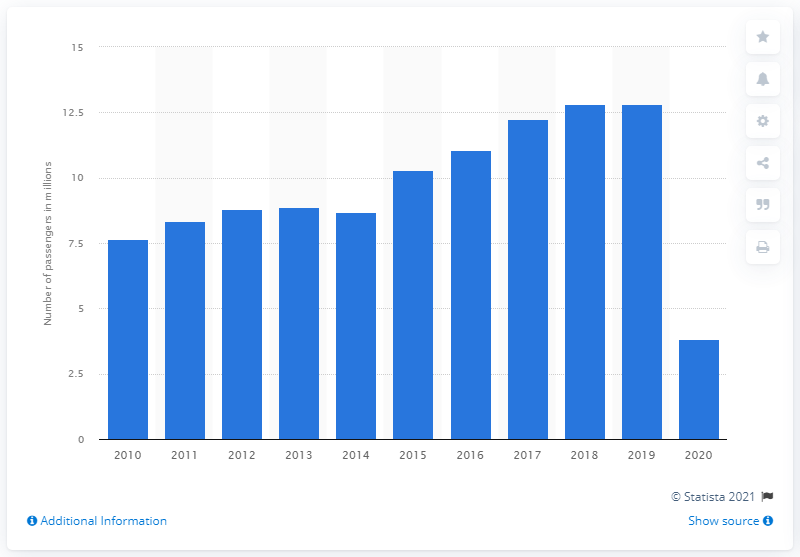 Number of passengers in millions
15
12.5
10
7.5
5
2.5
0
2010 2011 2012 2013 2014 2015 2016 2017 2018 2019 2020
© Statista 2021
Additional Information
Show source